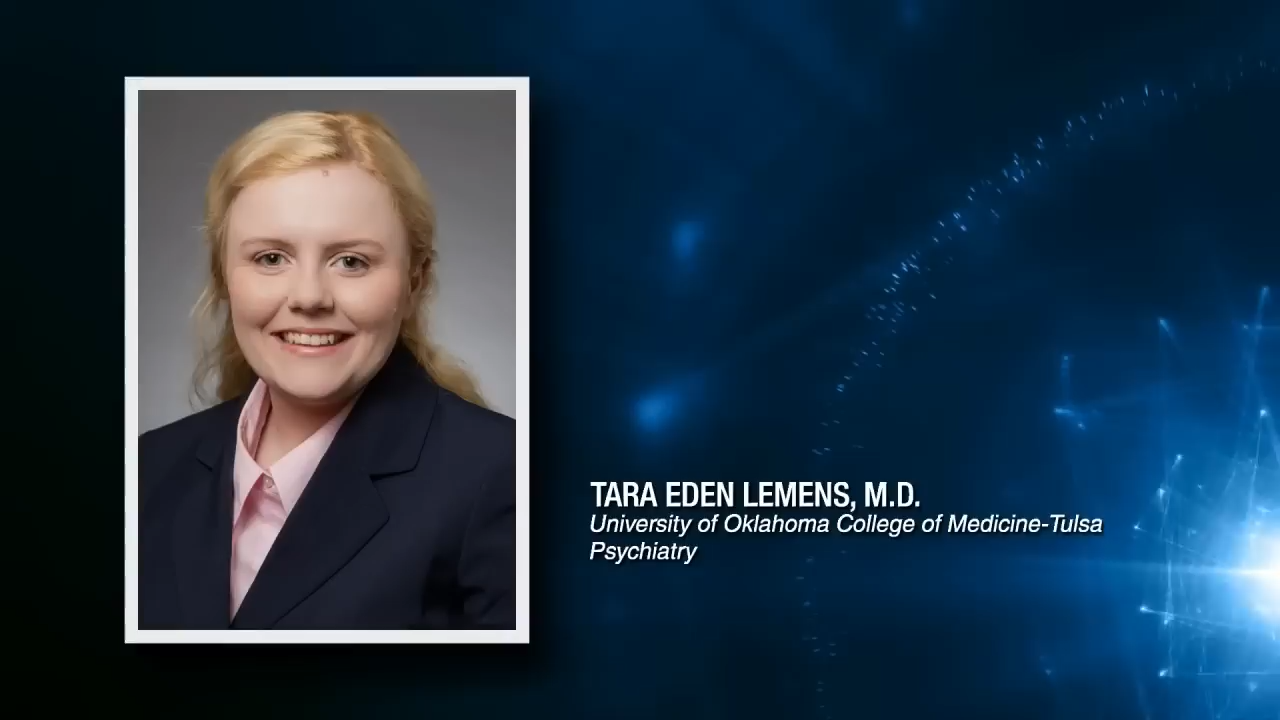 TARA EDEN LEMENS, M.D.
University of Oklahoma College of Medicine-Tulsa
Psychiatry